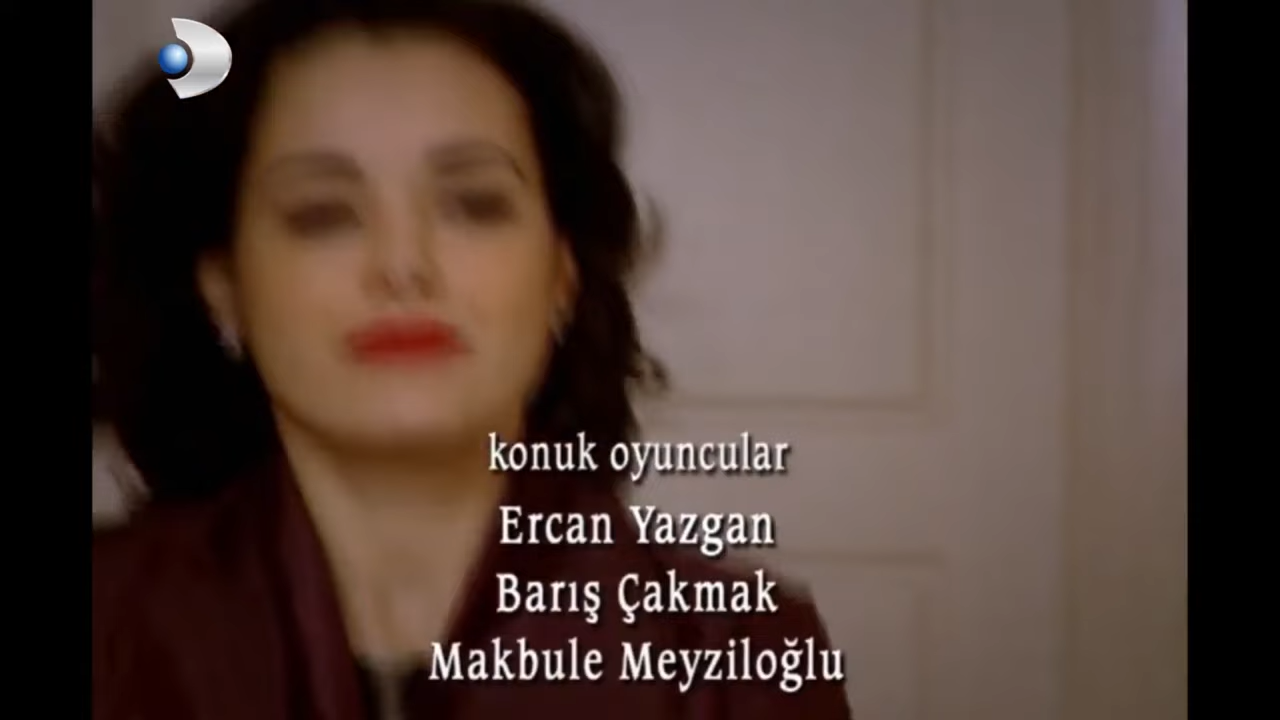 konuk oyuncular
Ercan Yazgan
Barış Çakmak
Makbule Meyziloğlu